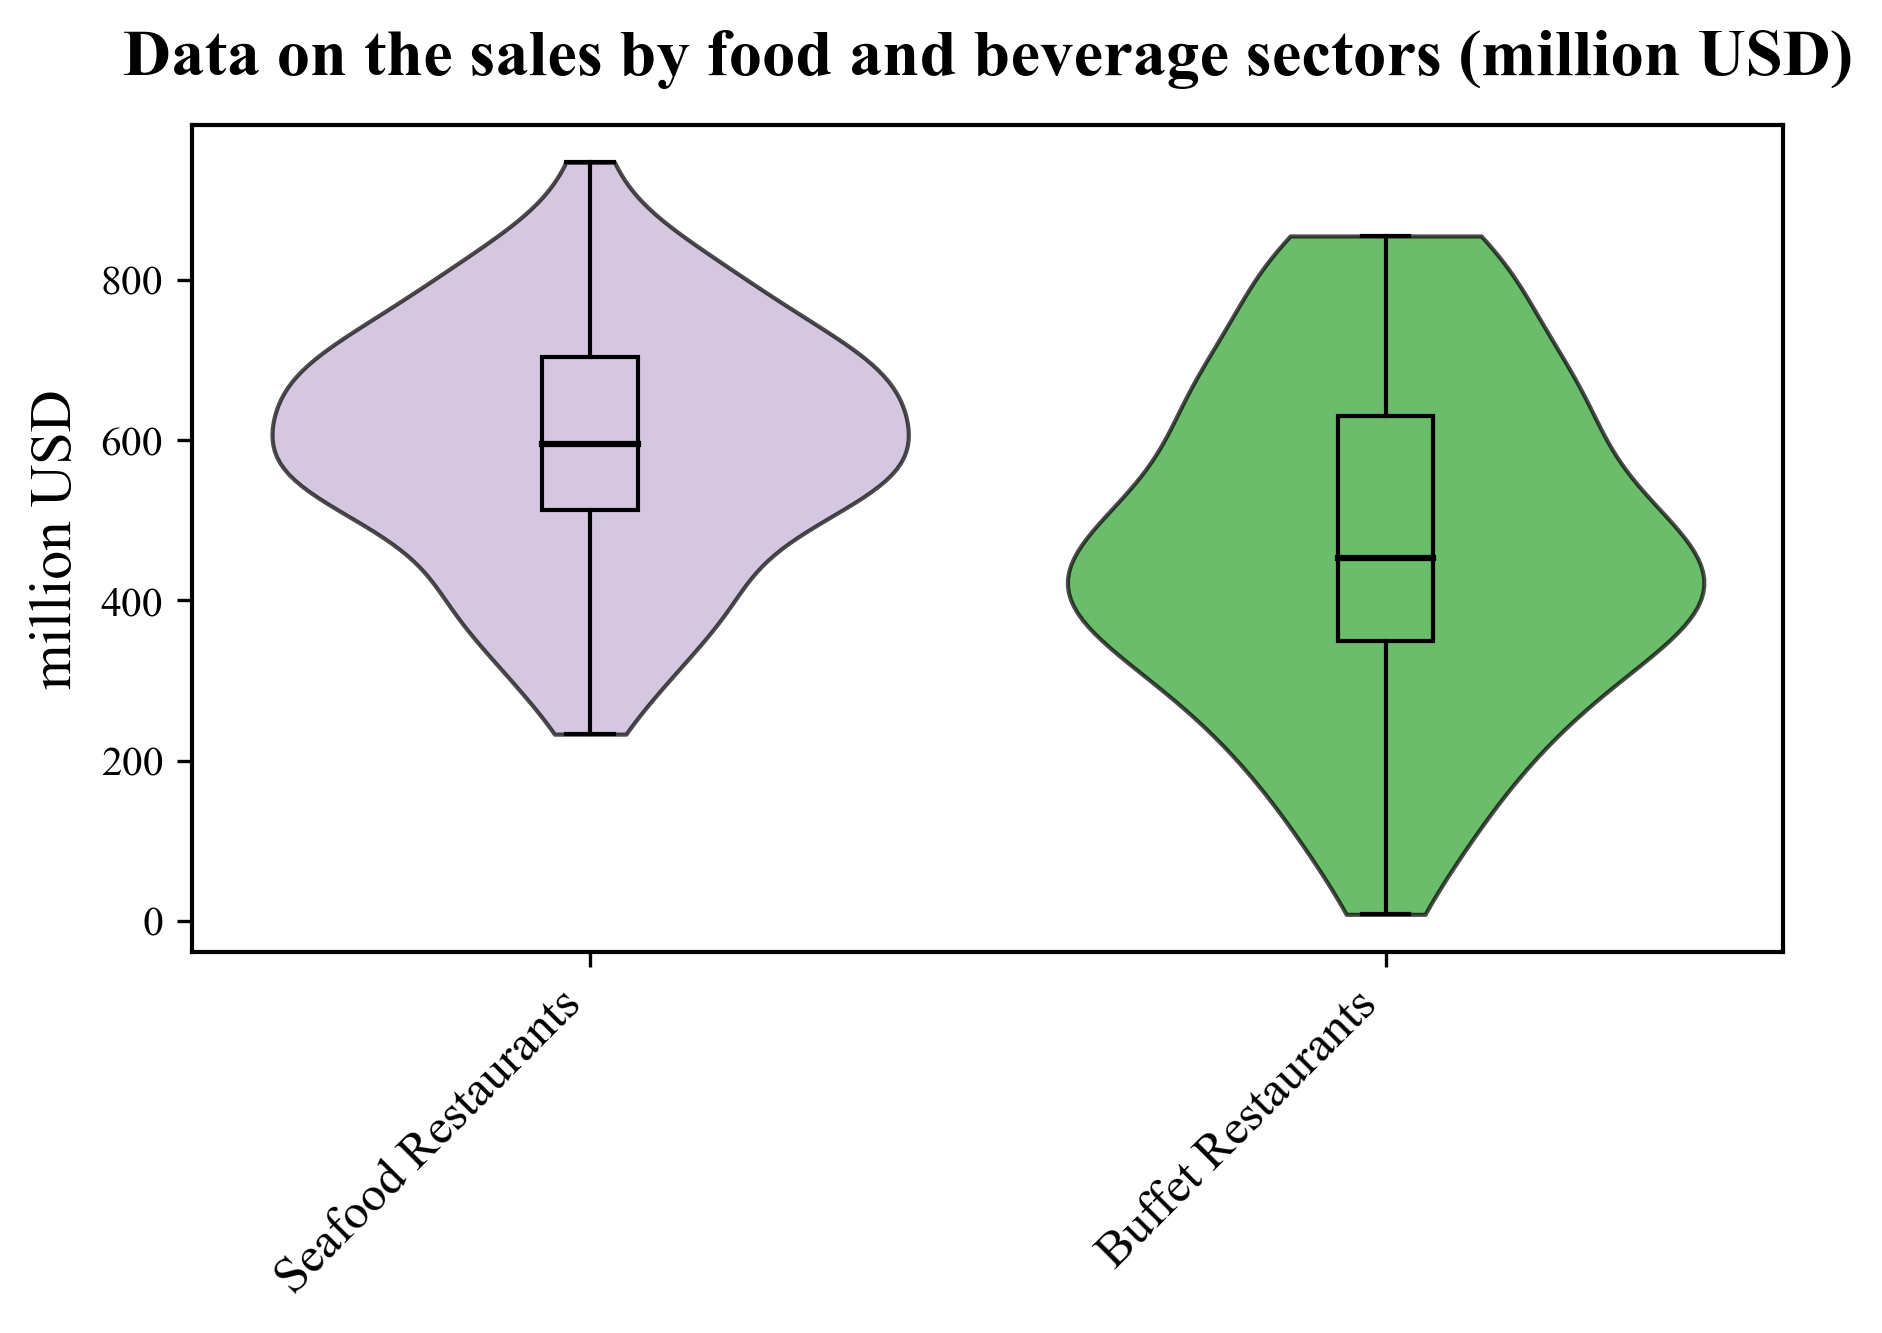 Data on the sales by food and beverage sectors (million USD)
million USD
800
600
400
200
0
Seafood Restaurants
Buffet Restaurants